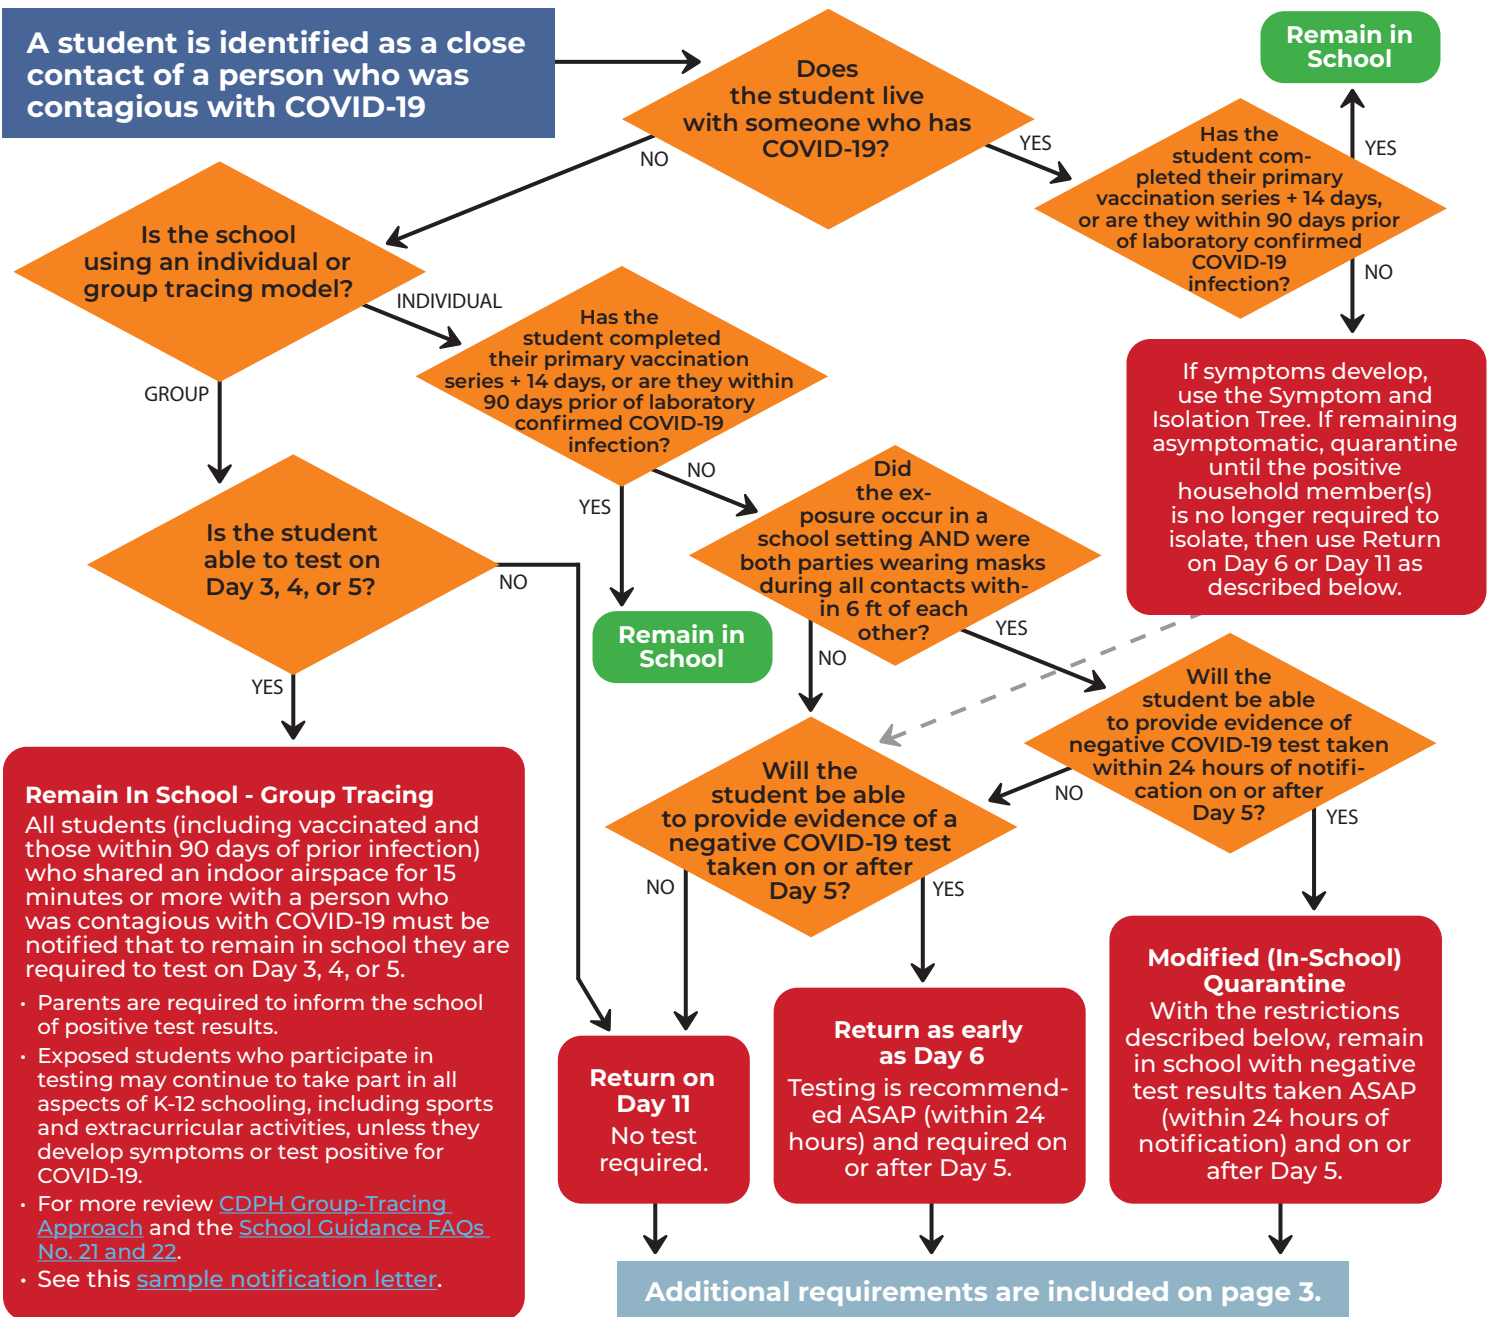 A student is identified as a close
contact of a person who was
contagious with COVID-19
Does
the student live
with someone who has
COVID-19?
Remain in
School
YES
NO
Has the
student com-
pleted their primary
vaccination series + 14 days,
or are they within 90 days prior
of laboratory confirmed
COVID-19
infection?
YES
NO
Is the school
using an individual or
group tracing model?
INDIVIDUAL
GROUP
Has the
student completed
their primary vaccination
series + 14 days, or are they within
90 days prior of laboratory
confirmed COVID-19
infection?
NO
YES
If symptoms develop,
use the Symptom and
Isolation Tree. If remaining
asymptomatic, quarantine
until the positive
household member(s)
is no longer required to
isolate, then use Return
on Day 6 or Day 11 as
described below.
Is the student
able to test on
Day 3, 4, or 5?
NO
YES
Remain in
School
Did
the ex-
posure occur in a
school setting AND were
both parties wearing masks
during all contacts with-
in 6 ft of each
other?
YES
NO
Will the
student be able
to provide evidence of
negative COVID-19 test taken
within 24 hours of notifi-
cation on or after
Day 5?
NO
YES
Will the
student be able
to provide evidence of a
negative COVID-19 test
taken on or after
Day 5?
NO
YES
Remain In School - Group Tracing
All students (including vaccinated and
those within 90 days of prior infection)
who shared an indoor airspace for 15
minutes or more with a person who
was contagious with COVID-19 must be
notified that to remain in school they are
required to test on Day 3, 4, or 5.
· Parents are required to inform the school
of positive test results.
· Exposed students who participate in
testing may continue to take part in all
aspects of K-12 schooling, including sports
and extracurricular activities, unless they
develop symptoms or test positive for
COVID-19.
· For more review CDPH Group-Tracing
Approach and the School Guidance FAQs
No. 21 and 22.
· See this sample notification letter.
Return on
Day 11
No test
required.
Return as early
as Day 6
Testing is recommend-
ed ASAP (within 24
hours) and required on
or after Day 5.
Modified (In-School)
Quarantine
With the restrictions
described below, remain
in school with negative
test results taken ASAP
(within 24 hours of
notification) and on or
after Day 5.
Additional requirements are included on page 3.